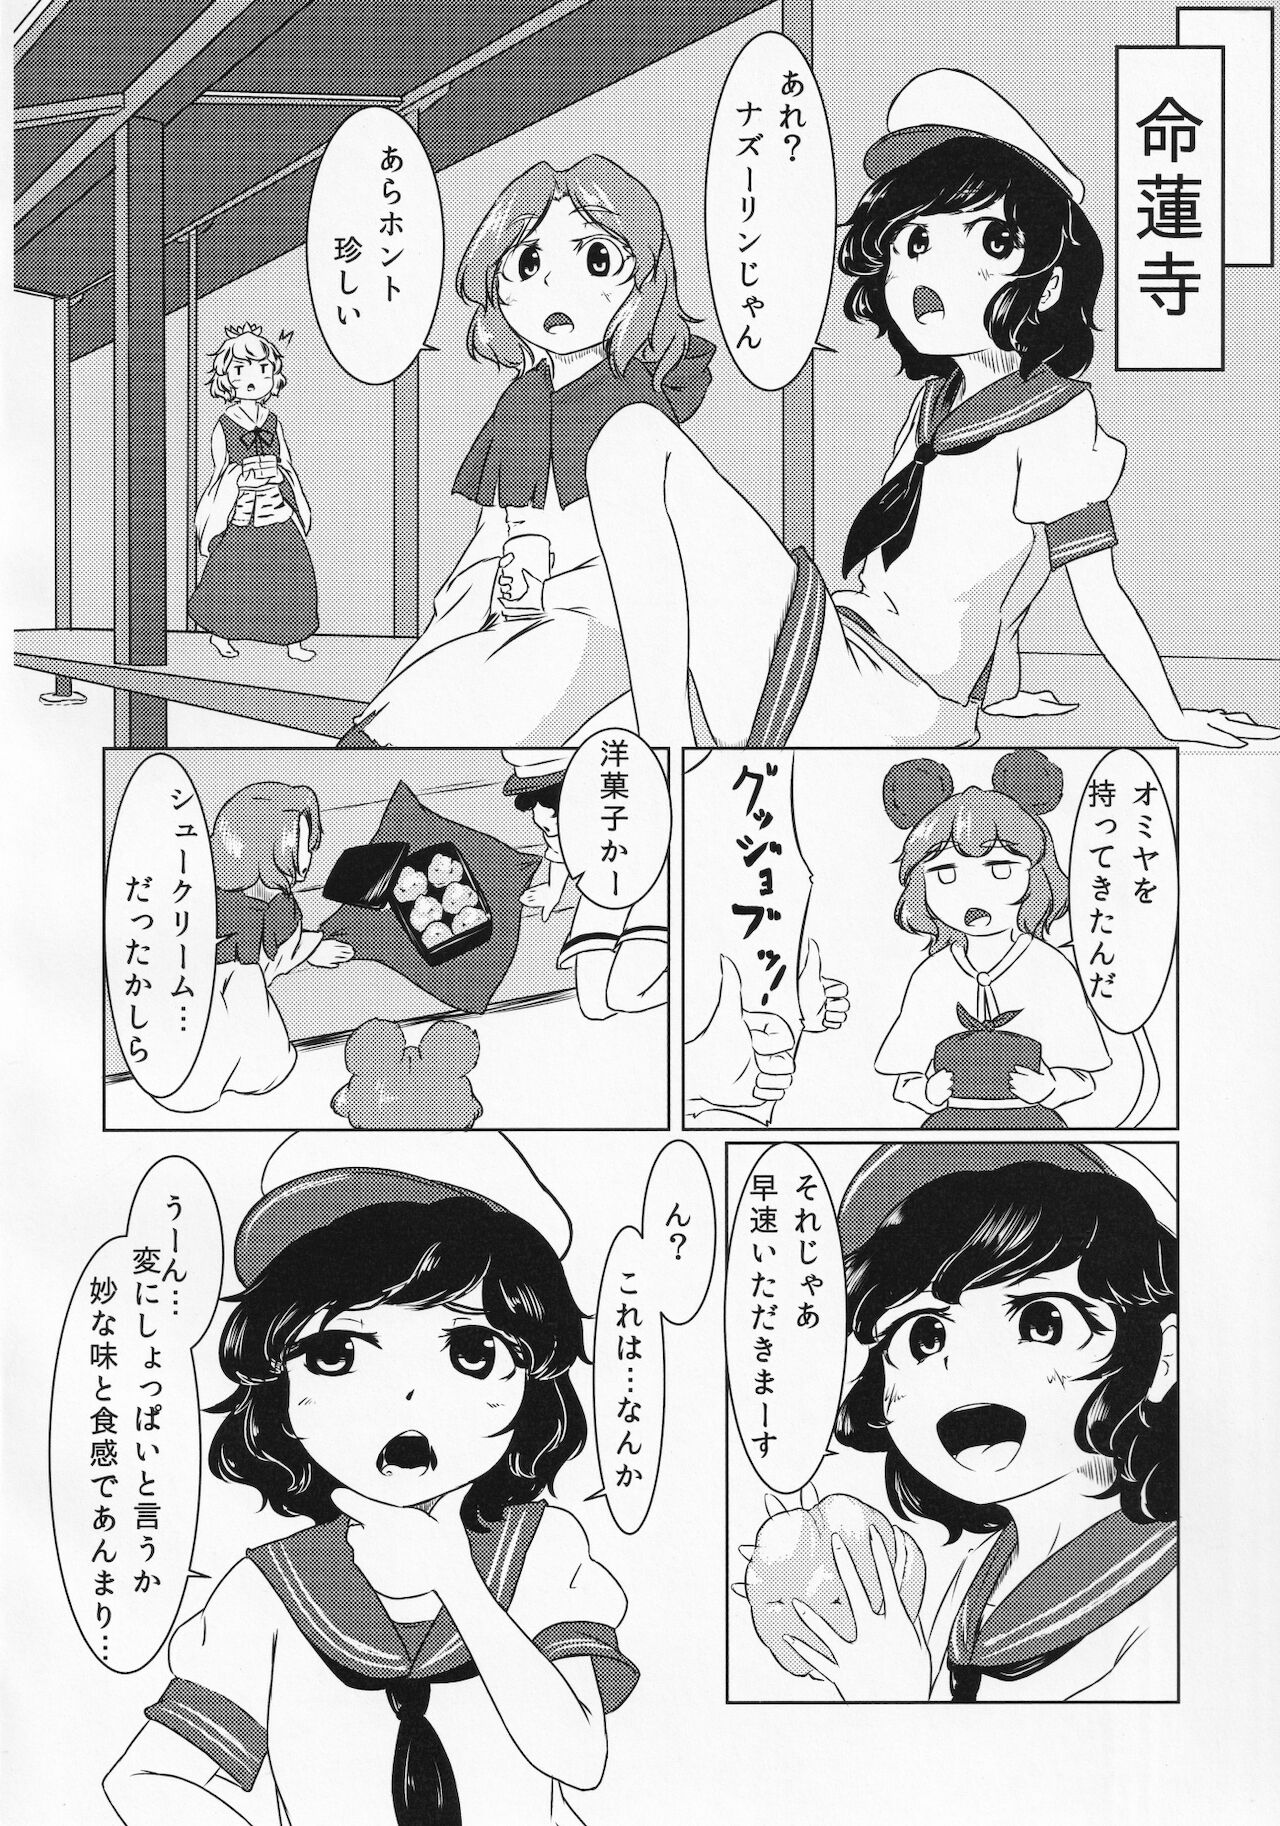 命蓮寺
あれ？
ナズーリンじゃん
あらホント
珍しい
オミヤを
持ってきたんだ
グッジョブッ！
洋菓子かー
シュークリーム…
だったかしら
それじゃあ
早速いただきまーす
ん？
これは…なんか
うーん…
変にしょっぱいと言うか
妙な味と食感であんまり…